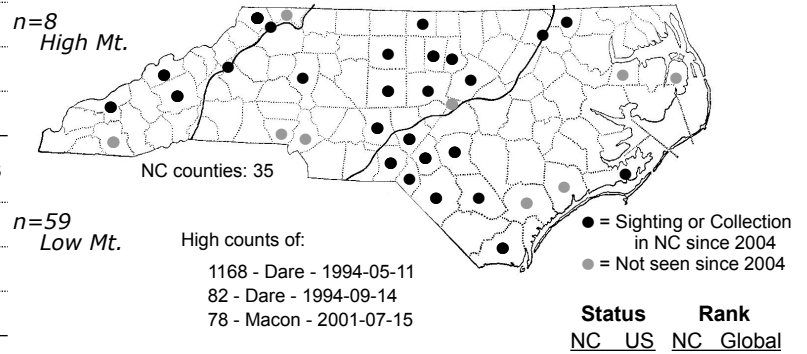 n=8
High Mt.
NC counties: 35
n=59
Low Mt.
High counts of:
1168 - Dare - 1994-05-11
82 - Dare - 1994-09-14
78 - Macon - 2001-07-15
= Sighting or Collection
in NC since 2004
= Not seen since 2004
Status Rank
NC US NC Global